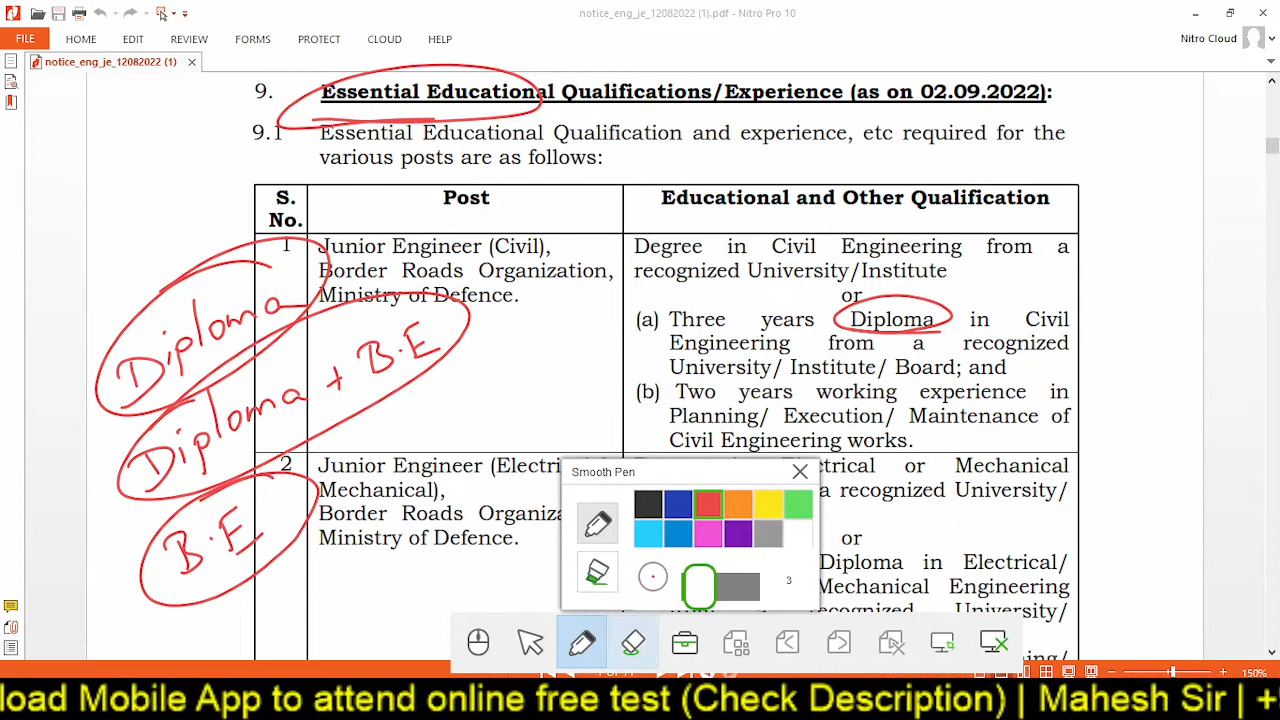 notice_eng_je_12082022 (1).pdf - Nitro Pro 10
FILE HOME EDIT REVIEW FORMS PROTECT CLOUD HELP
Nitro Cloud
notice_eng_je_12082022 (1)
9. Essential Educational Qualifications/Experience (as on 02.09.2022):
9.1 Essential Educational Qualification and experience, etc required for the
various posts are as follows:
S. No.
Post
Educational and Other Qualification
1
Junior Engineer (Civil),
Border Roads Organization,
Ministry of Defence.
Degree in Civil Engineering from a
recognized University/Institute
or
(a) Three years Diploma in Civil
Engineering from a recognized
University/ Institute/ Board; and
(b) Two years working experience in
Planning/ Execution/ Maintenance of
Civil Engineering works.
2
Junior Engineer
Mechanical),
Border Roads
Ministry of Defence.
or Mechanical
a recognized University/
or
Diploma in Electrical/
Mechanical Engineering
University/
Diploma
Diploma + B.E
B.E
Smooth Pen
3
150%
load Mobile App to attend online free test (Check Description) | Mahesh Sir | +